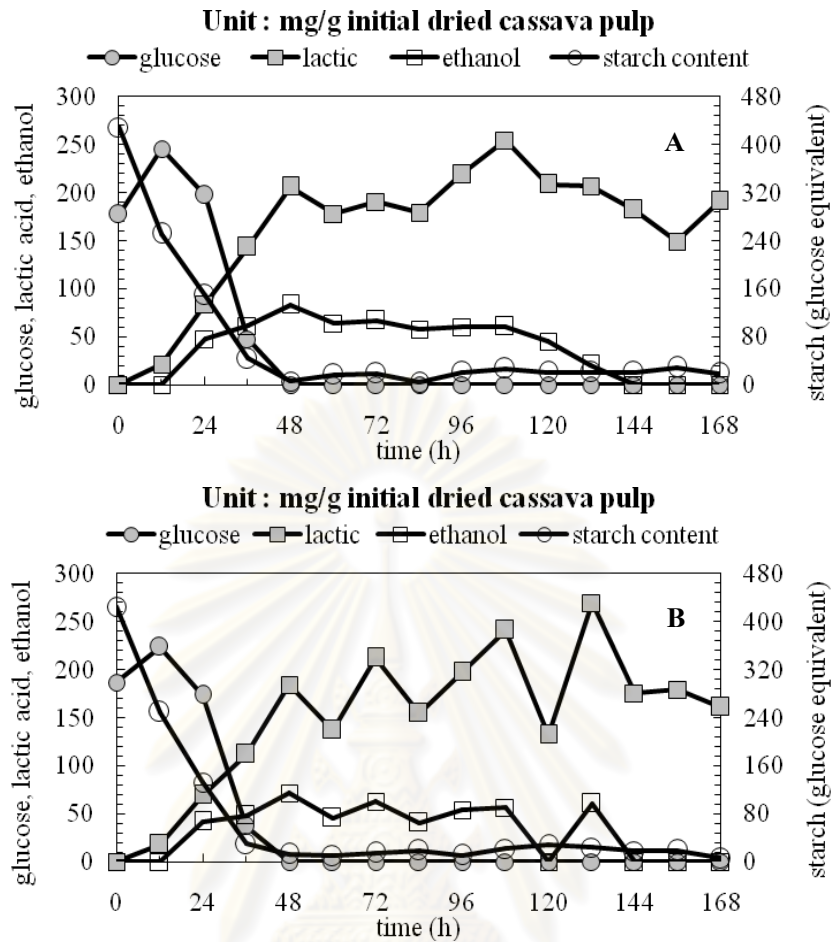 Unit : mg/g initial dried cassava pulp
glucose lactic ethanol starch content
300 480
250 400
200 320
150 240
100 160
50 80
0 0
A
glucose, lactic acid, ethanol
starch (glucose equivalent)
0 24 48 72 96 120 144 168
time (h)
Unit : mg/g initial dried cassava pulp
glucose lactic ethanol starch content
300 480
250 400
200 320
150 240
100 160
50 80
0 0
B
glucose, lactic acid, ethanol
starch (glucose equivalent)
0 24 48 72 96 120 144 168
time (h)